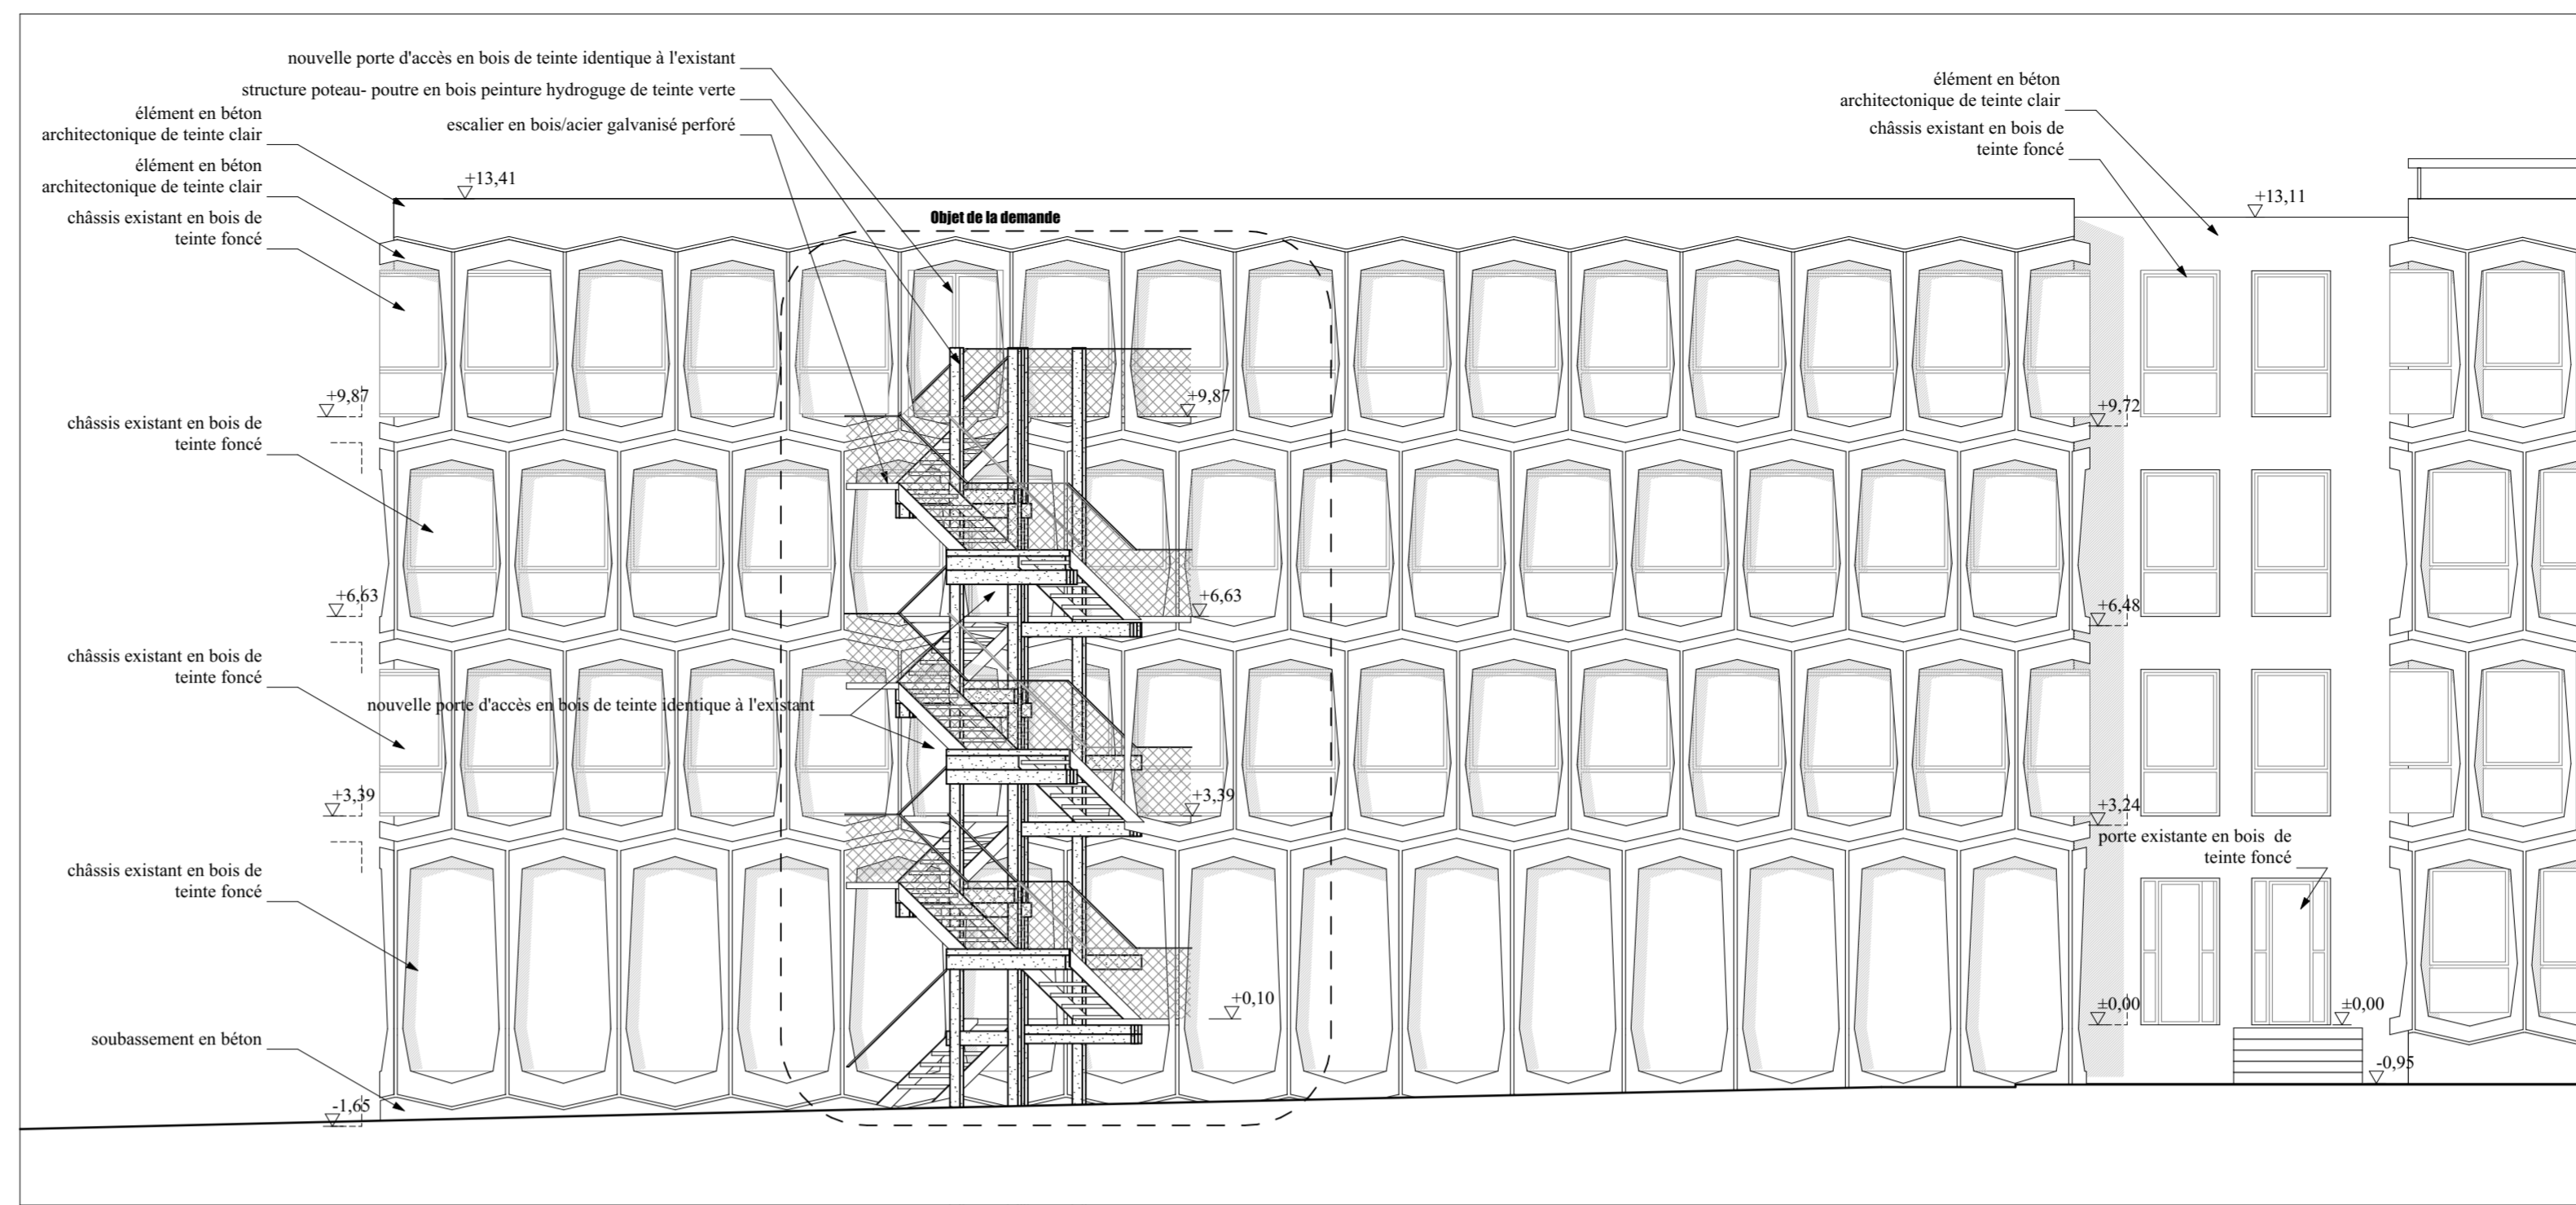 nouvelle porte d'accès en bois de teinte identique à l'existant
structure poteau- poutre en bois peinture hydroguge de teinte verte
escalier en bois/acier galvanisé perforé
élément en béton
architectonique de teinte clair
élément en béton
architectonique de teinte clair
châssis existant en bois de
teinte foncé
élément en béton
architectonique de teinte clair
châssis existant en bois de
teinte foncé
+13,41
+13,11
Objet de la demande
+9,87
+9,87
+9,72
châssis existant en bois de
teinte foncé
+6,63
+6,63
+6,48
châssis existant en bois de
teinte foncé
nouvelle porte d'accès en bois de teinte identique à l'existant
+3,39
+3,39
+3,24
porte existante en bois de
teinte foncé
châssis existant en bois de
teinte foncé
+0,10
±0,00
±0,00
soubassement en béton
-0,95
-1,65